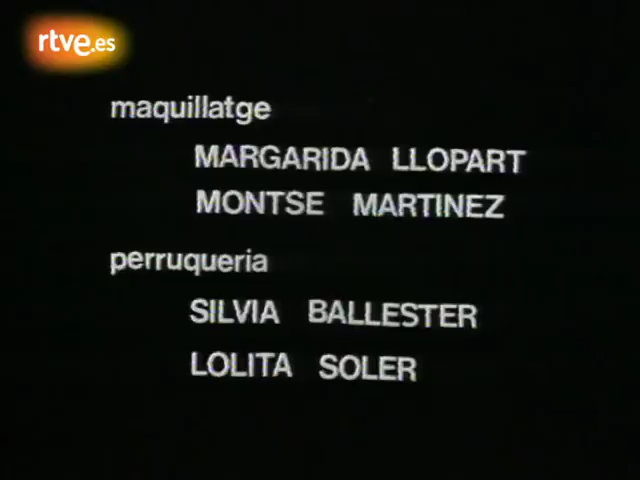 rtve.es
maquillatge
MARGARIDA LLOPART
MONTSE MARTINEZ
perruqueria
SILVIA BALLESTER
LOLITA SOLER